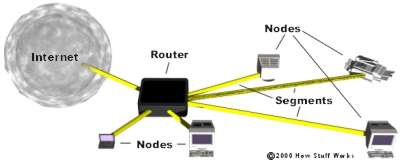 Nodes
Router
Internet
Segments
Nodes
©2000 How Stuff Works